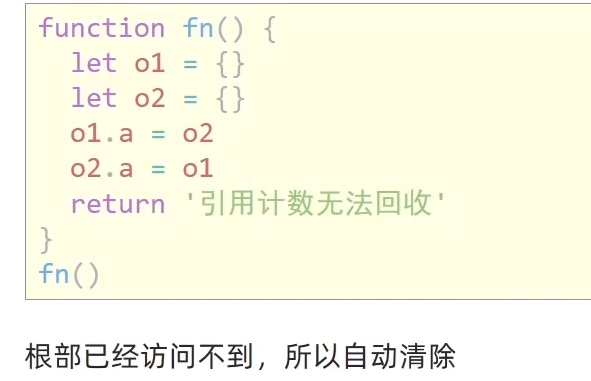 function fn() {
  let o1 = {}
  let o2 = {}
  o1.a = o2
  o2.a = o1
  return '引用计数无法回收'
}
fn()
根部已经访问不到，所以自动清除